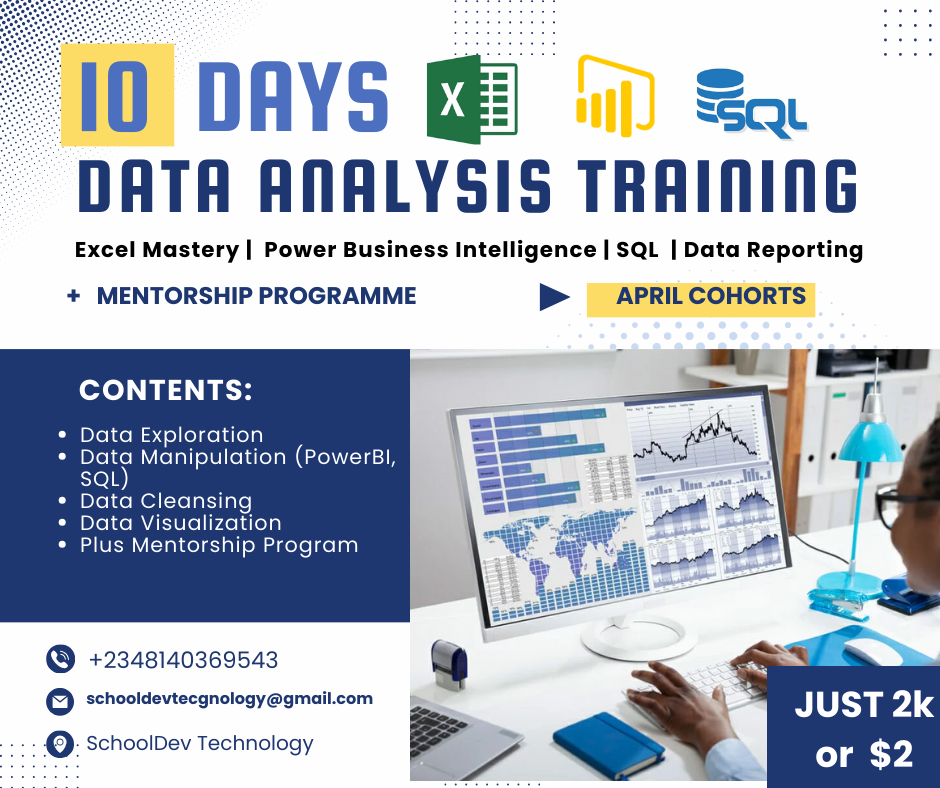 10 DAYS
X
SQL
DATA ANALYSIS TRAINING
Excel Mastery | Power Business Intelligence | SQL | Data Reporting
+ MENTORSHIP PROGRAMME
APRIL COHORTS
CONTENTS:
• Data Exploration
• Data Manipulation (PowerBI,
SQL)
• Data Cleansing
• Data Visualization
• Plus Mentorship Program
+2348140369543
schooldevtecgnology@gmail.com
SchoolDev Technology
JUST 2k
or $2